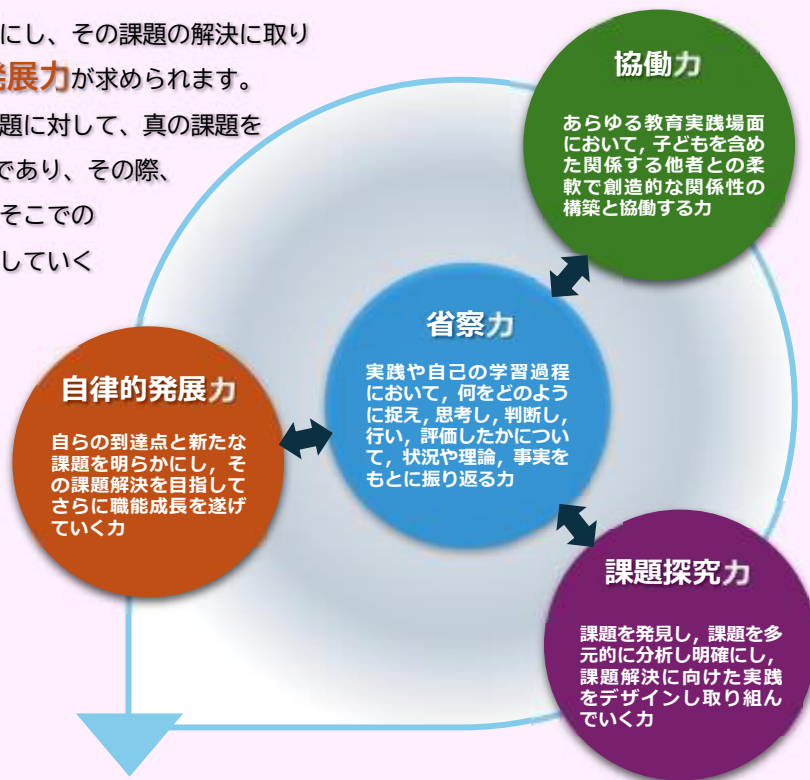 にし、その課題の解決に取り
発展力が求められます。
題に対して、真の課題を
であり、その際、
そこでの
していく
協働力
あらゆる教育実践場面
において，子どもを含め
た関係する他者との柔
軟で創造的な関係性の
構築と協働する力
省察力
実践や自己の学習過程
において，何をどのよう
に捉え，思考し，判断し，
行い，評価したかについ
て，状況や理論，事実を
もとに振り返る力
自律的発展力
自らの到達点と新たな
課題を明らかにし，そ
の課題解決を目指して
さらに職能成長を遂げ
ていく力
課題探究力
課題を発見し，課題を多
元的に分析し明確にし，
課題解決に向けた実践
をデザインし取り組ん
でいく力